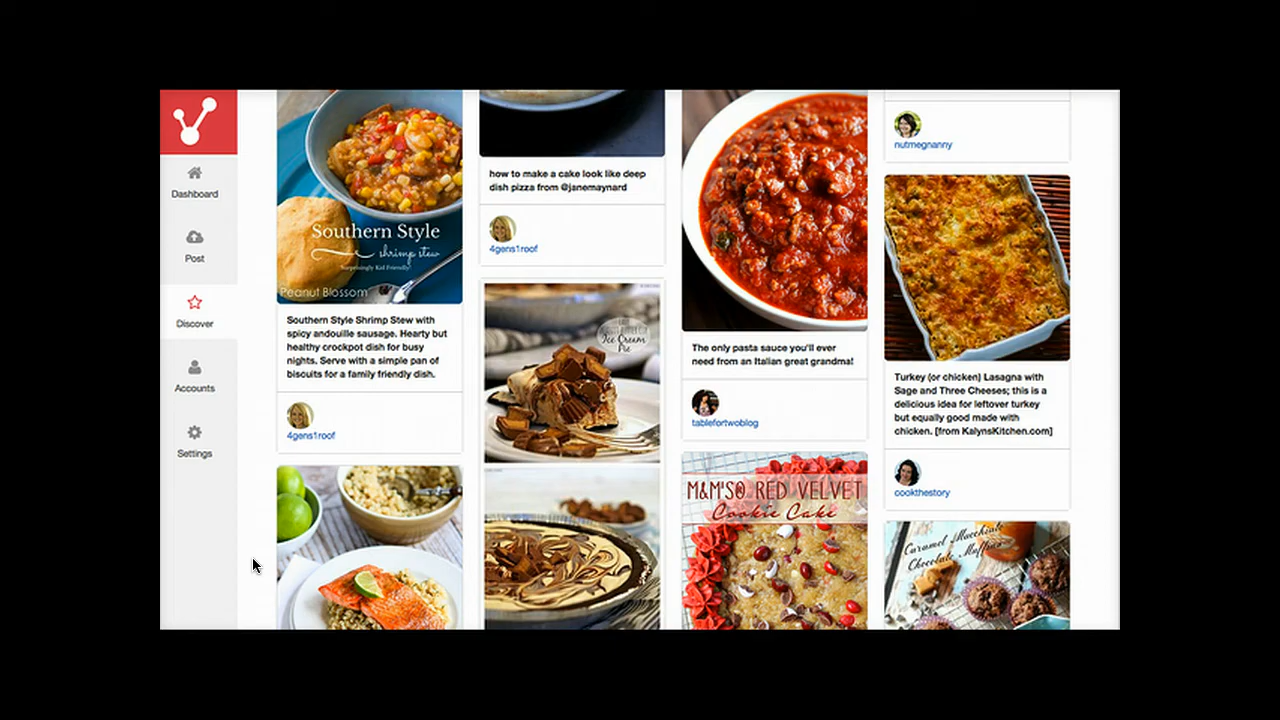 Dashboard
Post
Discover
Accounts
Settings
Southern Style
shrimp stew
Surprisingly Kid Friendly!
Peanut Blossom
Southern Style Shrimp Stew with
spicy andouille sausage. Hearty but
healthy crockpot dish for busy
nights. Serve with a simple pan of
biscuits for a family friendly dish.
4gens1roof
how to make a cake look like deep
dish pizza from @janemaynard
4gens1roof
Ice Cream
Pie
The only pasta sauce you'll ever
need from an Italian great grandma!
tablefortwoblog
M&M'S® RED VELVET
Cookie Cake
nutmegnanny
Turkey (or chicken) Lasagna with
Sage and Three Cheeses; this is a
delicious idea for leftover turkey
but equally good made with
chicken. [from KalynsKitchen.com]
cookthestory
Caramel Macchiato
Chocolate Muffins